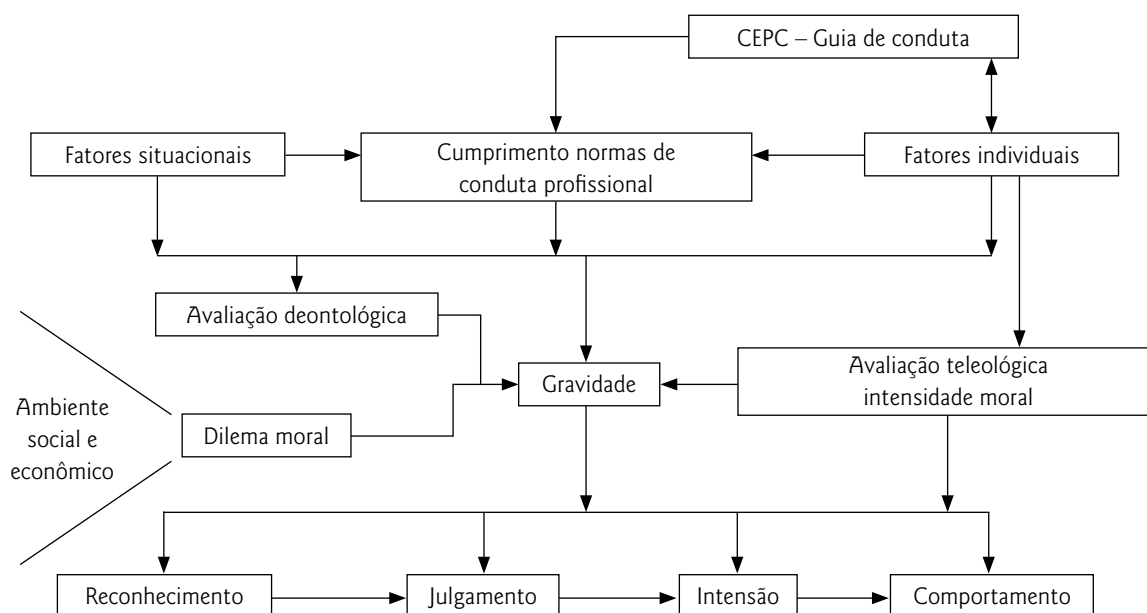 CEPC – Guia de conduta
Fatores situacionais
Cumprimento normas de
conduta profissional
Fatores individuais
Avaliação deontológica
Gravidade
Avaliação teleológica
intensidade moral
Ambiente
social e
econômico
Dilema moral
Reconhecimento
Julgamento
Intensão
Comportamento